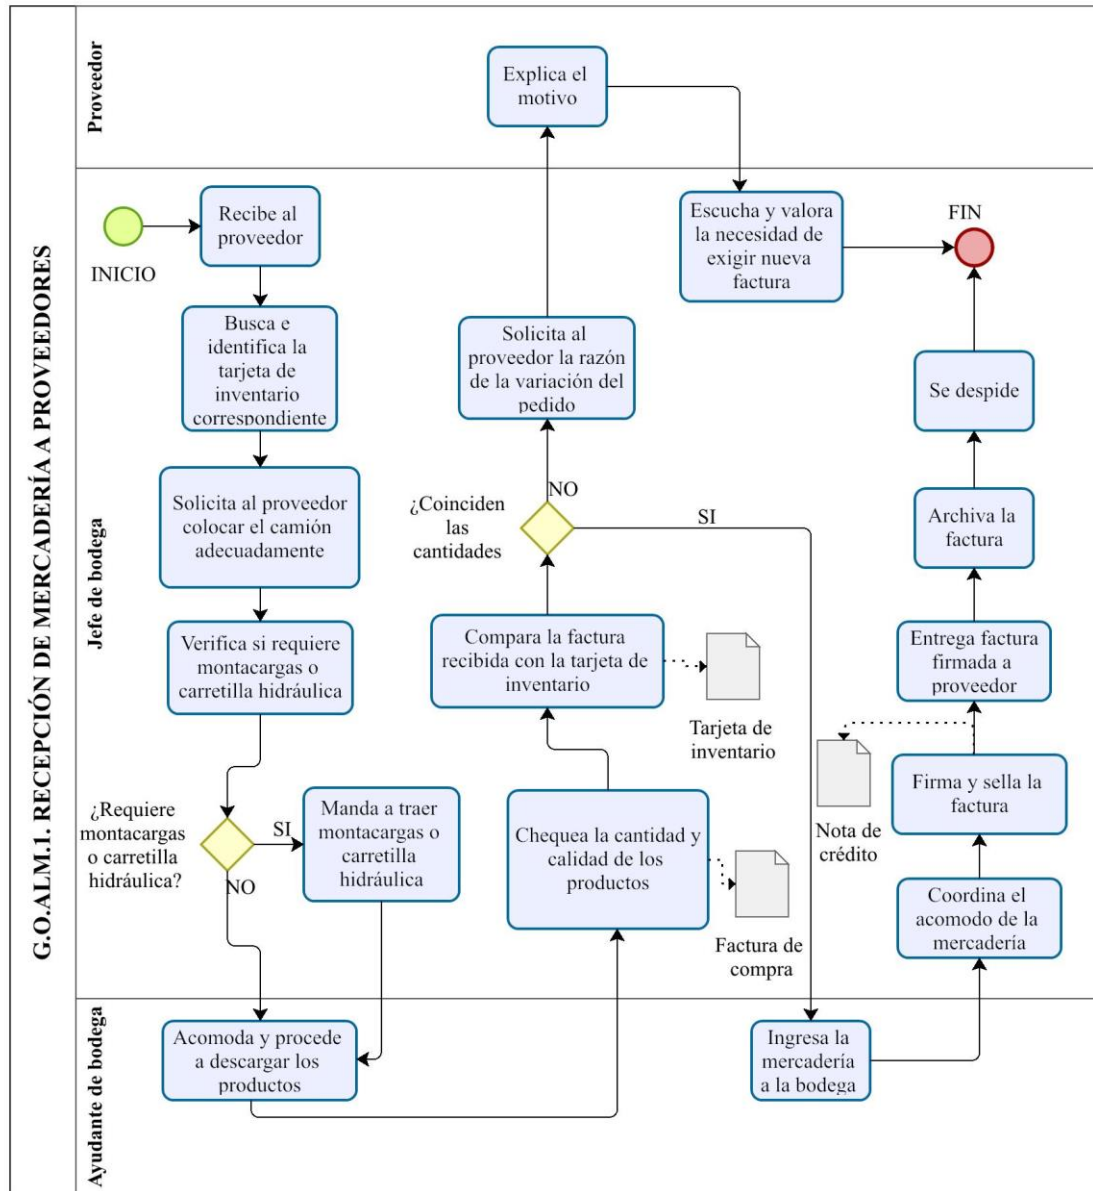 G.O.ALM.1. RECEPCIÓN DE MERCADERÍA A PROVEEDORES
Proveedor
Explica el
motivo
Jefe de bodega
INICIO
Recibe al
proveedor
Busca e
identifica la
tarjeta de
inventario
correspondiente
Solicita al proveedor
colocar el camión
adecuadamente
Verifica si requiere
montacargas o
carretilla hidráulica
¿Requiere
montacargas
o carretilla
hidráulica?
SI
NO
Manda a traer
montacargas o
carretilla
hidráulica
Solicita al
proveedor la razón
de la variación del
pedido
NO
¿Coinciden
las
cantidades
SI
Compara la factura
recibida con la tarjeta de
inventario
Tarjeta de
inventario
Chequea la cantidad y
calidad de los
productos
Factura de
compra
Escucha y valora
la necesidad de
exigir nueva
factura
FIN
Se despide
Archiva la
factura
Entrega factura
firmada a
proveedor
Nota de
crédito
Firma y sella la
factura
Coordina el
acomodo de la
mercadería
Ayudante de bodega
Acomoda y procede
a descargar los
productos
Ingresa la
mercadería
a la bodega